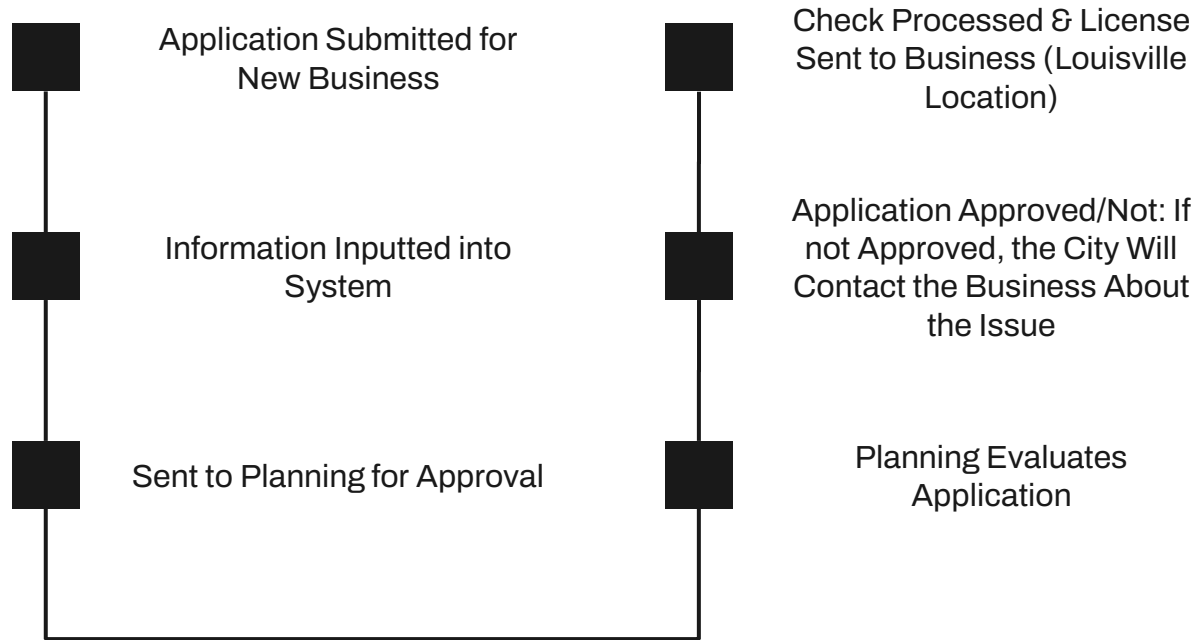 Application Submitted for
New Business
Information Inputted into
System
Sent to Planning for Approval
Check Processed & License
Sent to Business (Louisville
Location)
Application Approved/Not: If
not Approved, the City Will
Contact the Business About
the Issue
Planning Evaluates
Application